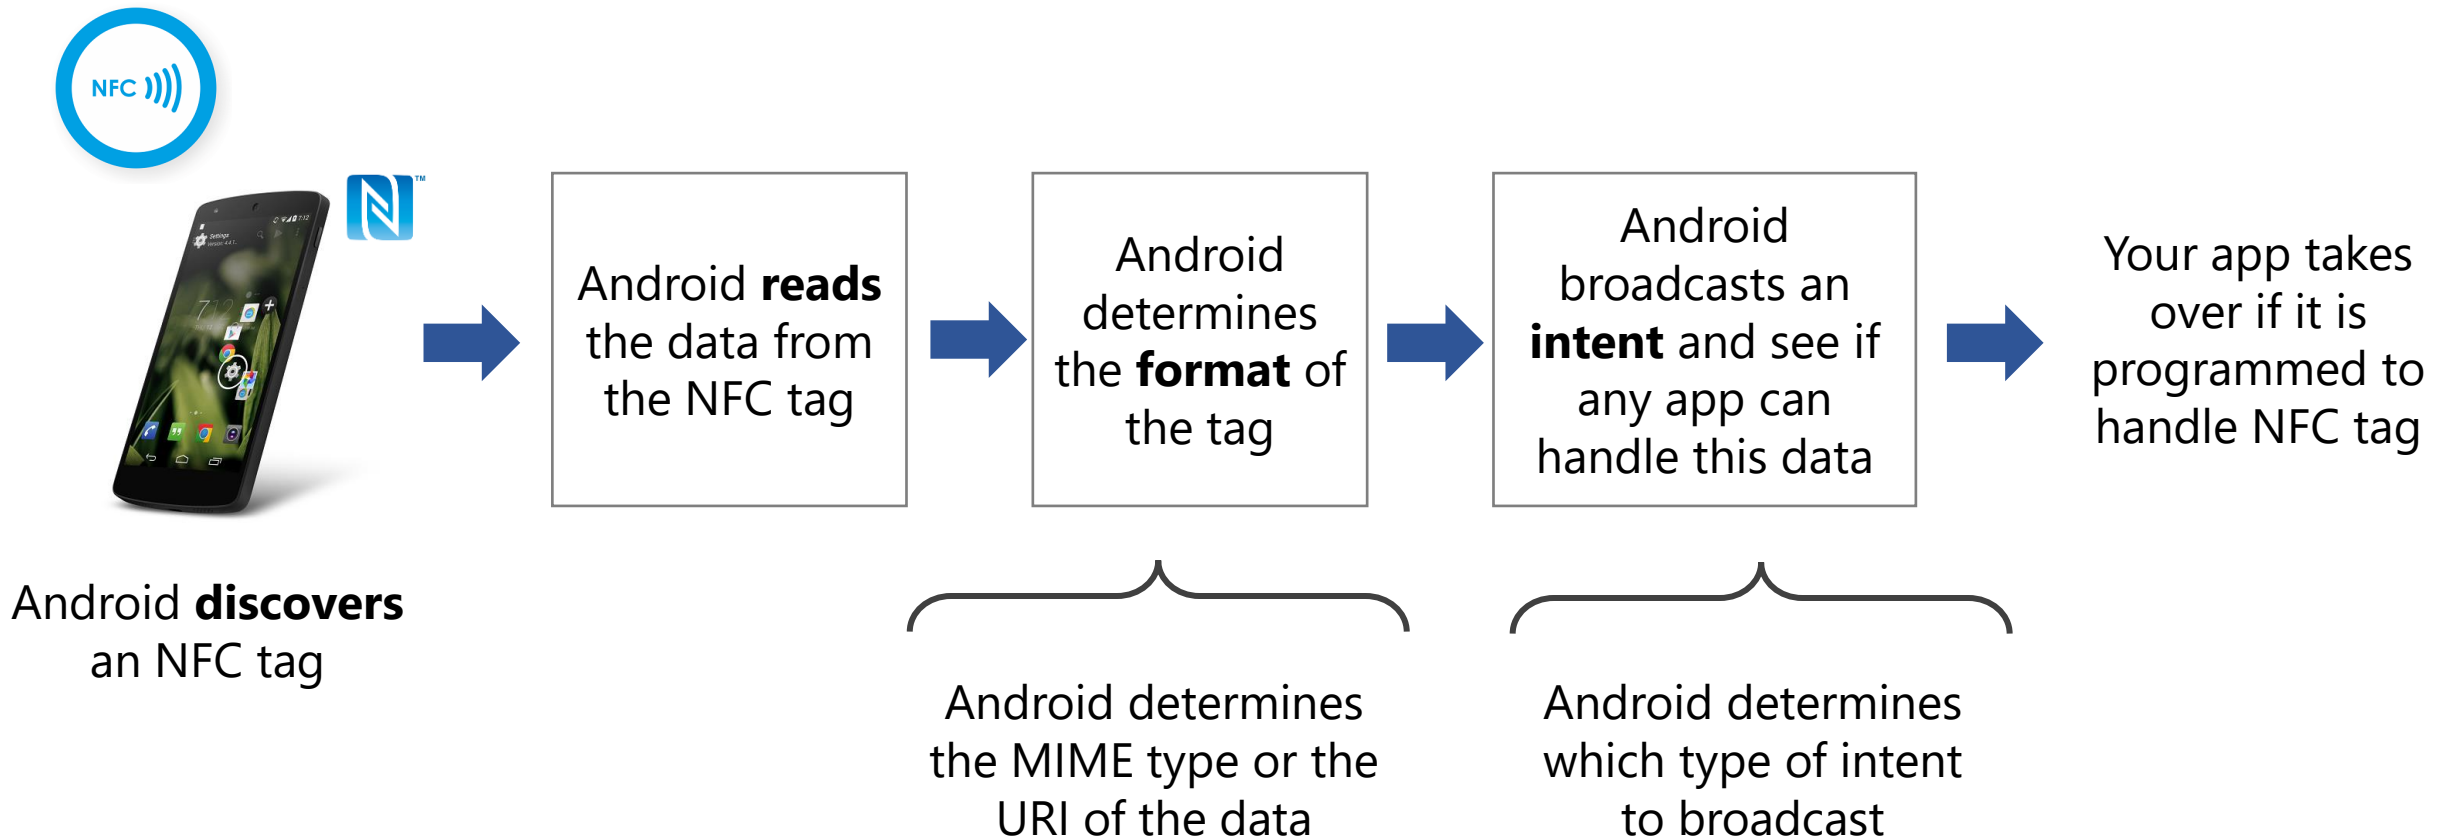 NFC
TM
Settings
Android discovers
an NFC tag
Android reads
the data from
the NFC tag
Android
determines
the format of
the tag
Android determines
the MIME type or the
URI of the data
Android
broadcasts an
intent and see if
any app can
handle this data
Android determines
which type of intent
to broadcast
Your app takes
over if it is
programmed to
handle NFC tag